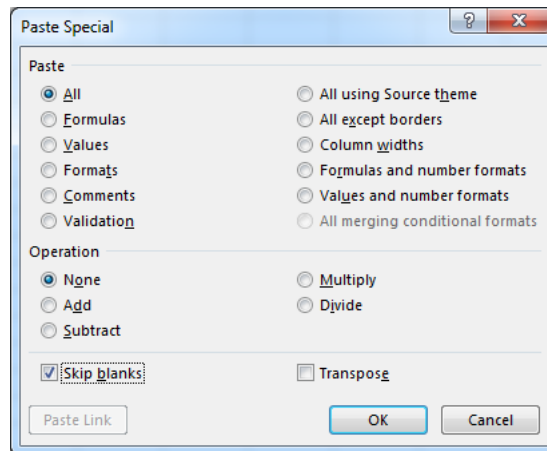 Paste Special
?
Paste
All
All using Source theme
Formulas
All except borders
Values
Column widths
Formats
Formulas and number formats
Comments
Values and number formats
Validation
All merging conditional formats
Operation
None
Multiply
Add
Divide
Subtract
Skip blanks
Transpose
Paste Link
OK
Cancel